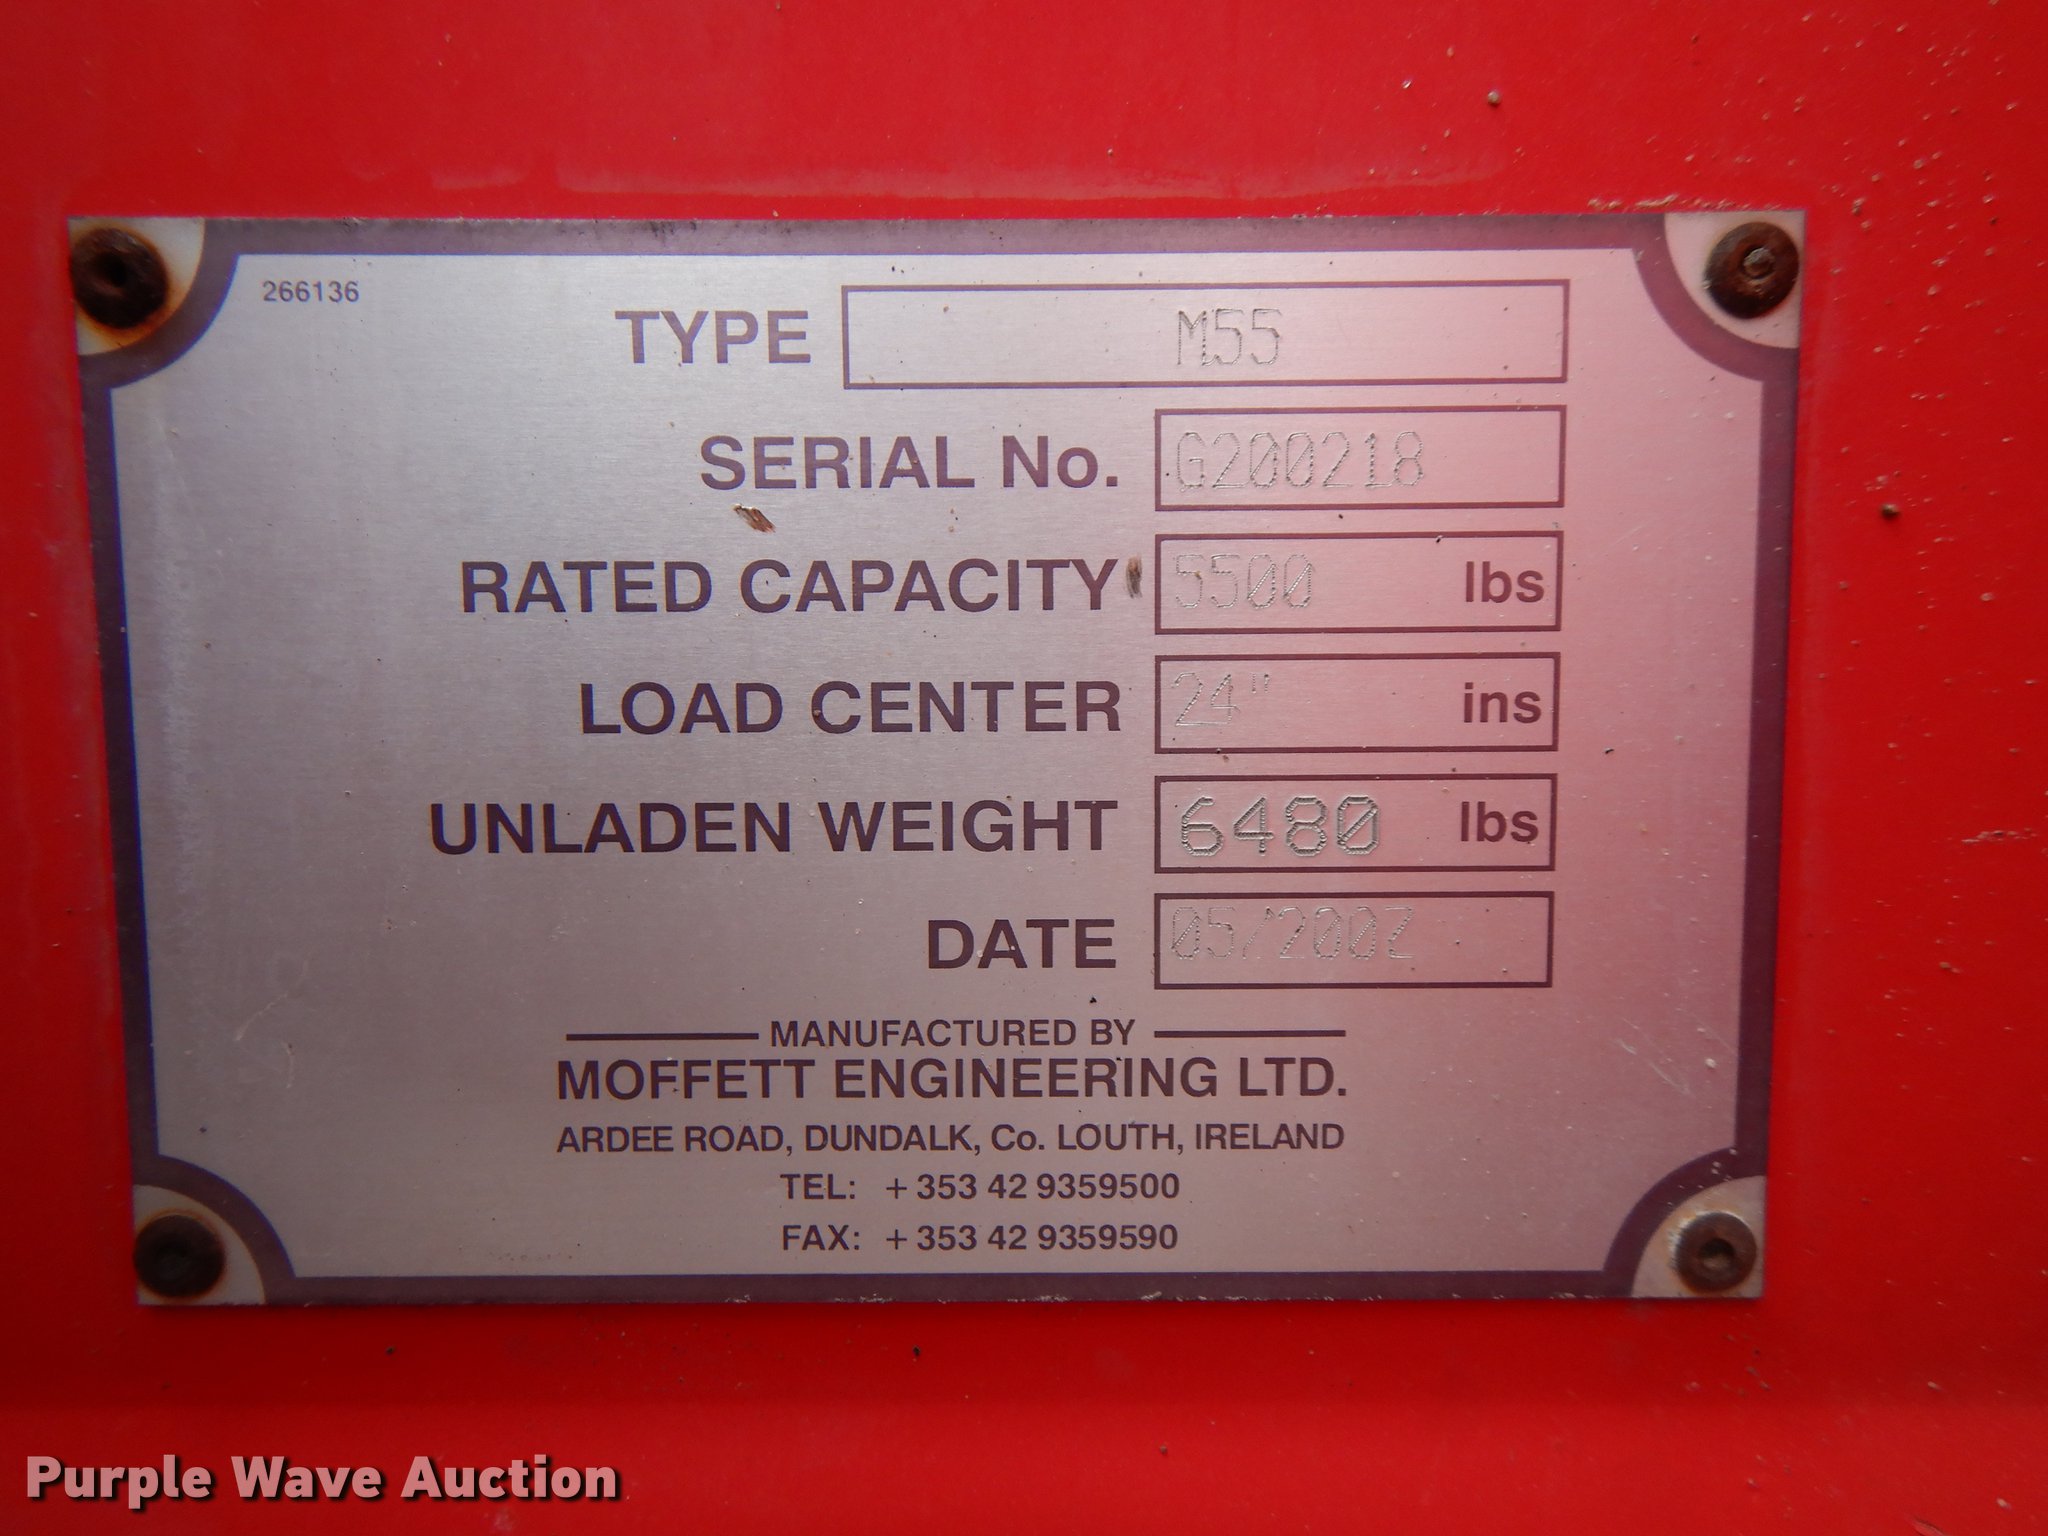 266136
TYPE M55
SERIAL No. G200218
RATED CAPACITY 5500 lbs
LOAD CENTER 24" ins
UNLADEN WEIGHT 6480 lbs
DATE 05/2002
MANUFACTURED BY
MOFFETT ENGINEERING LTD.
ARDEE ROAD, DUNDALK, Co. LOUTH, IRELAND
TEL: + 353 42 9359500
FAX: + 353 42 9359590
Purple Wave Auction